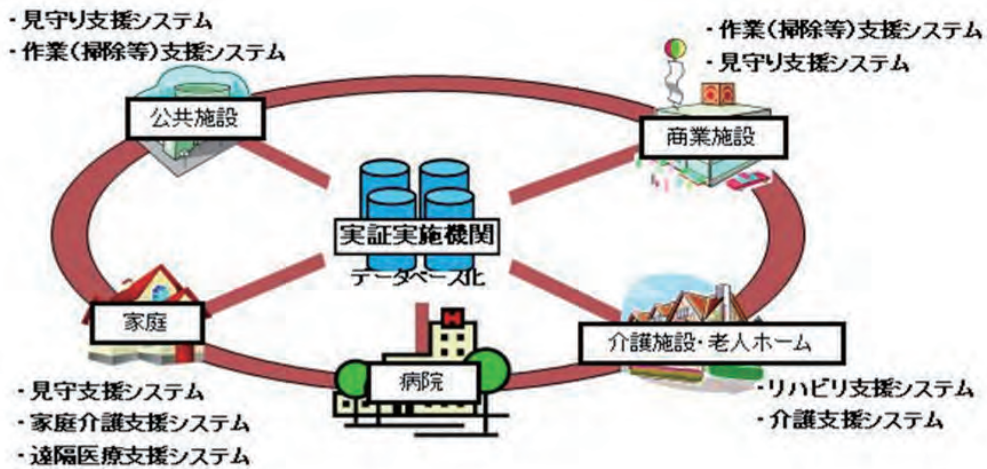 ・見守り支援システム
・作業(掃除等)支援システム
・作業(掃除等)支援システム
・見守り支援システム
公共施設
商業施設
実証実施機関
データベース化
家庭
H
病院
介護施設・老人ホーム
・見守支援システム
・家庭介護支援システム
・遠隔医療支援システム
・リハビリ支援システム
・介護支援システム